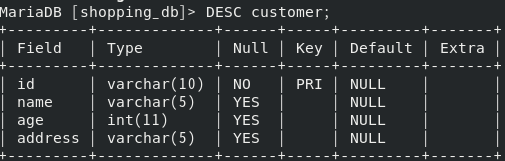 MariaDB [shopping_db]> DESC customer;
+---------+-------------+------+-----+---------+-------+
| Field   | Type        | Null | Key | Default | Extra |
+---------+-------------+------+-----+---------+-------+
| id      | varchar(10) | NO   | PRI | NULL    |       |
| name    | varchar(5)  | YES  |     | NULL    |       |
| age     | int(11)     | YES  |     | NULL    |       |
| address | varchar(5)  | YES  |     | NULL    |       |
+---------+-------------+------+-----+---------+-------+